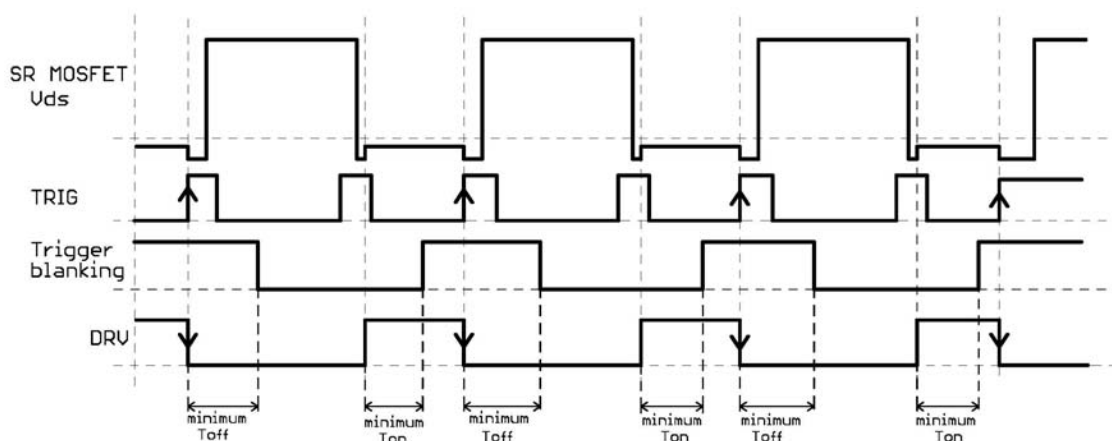 SR MOSFET
Vds
TRIG
Trigger
blanking
DRV
minimum
Toff
minimum
Ton
minimum
Toff
minimum
Ton
minimum
Toff
minimum
Ton